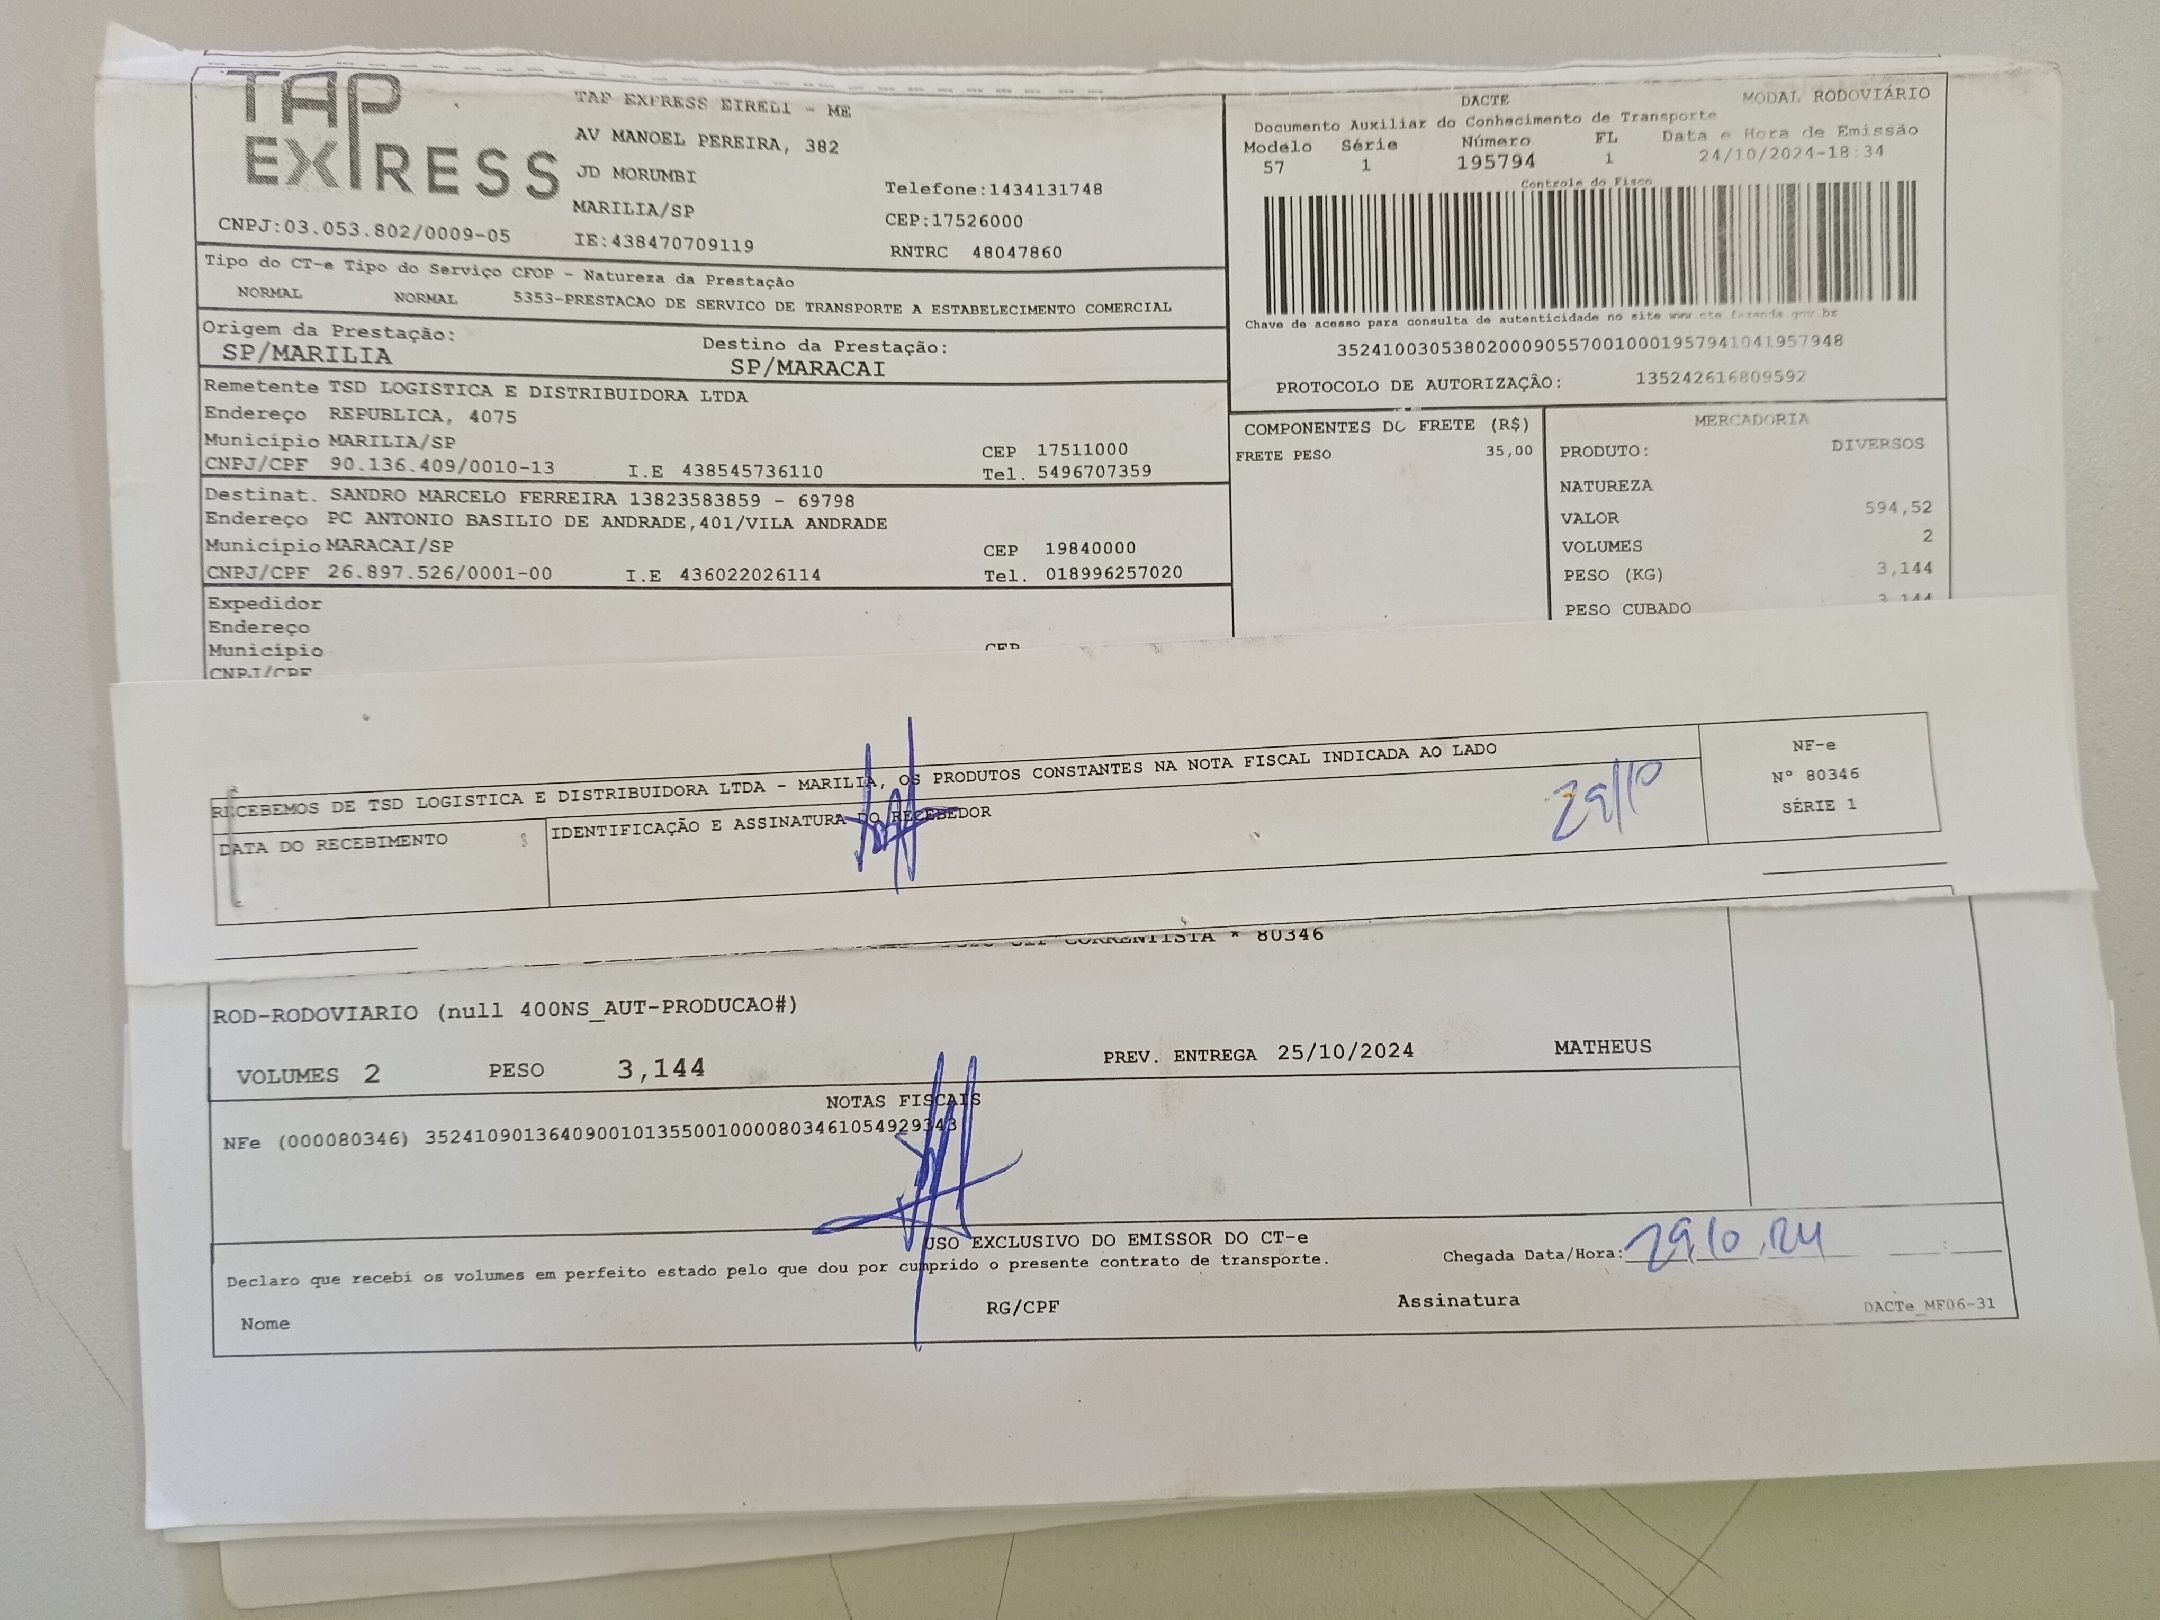 TAP EXPRESS
TAP EXPRESS EIRELI - ME
AV MANOEL PEREIRA, 382
JD MORUMBI
MARILIA/SP
IE:438470709119
CNPJ:03.053.802/0009-05
Telefone:1434131748
CEP:17526000
RNTRC 48047860
DACTE MODAL RODOVIÁRIO
Documento Auxiliar do Conhecimento de Transporte
Modelo Série Número FL Data e Hora de Emissão
57 1 195794 1 24/10/2024-18:34
Controle do Fisco
Chave de acesso para consulta de autenticidade no site www.cte.fazenda.gov.br
35241003053802000905570010001957941041957948
PROTOCOLO DE AUTORIZAÇÃO: 135242616809592
Tipo do CT-e Tipo do Serviço CFOP - Natureza da Prestação
NORMAL NORMAL 5353-PRESTACAO DE SERVICO DE TRANSPORTE A ESTABELECIMENTO COMERCIAL
Origem da Prestação: Destino da Prestação:
SP/MARILIA SP/MARACAI
Remetente TSD LOGISTICA E DISTRIBUIDORA LTDA
Endereço REPUBLICA, 4075
Município MARILIA/SP CEP 17511000
CNPJ/CPF 90.136.409/0010-13 I.E 438545736110 Tel. 5496707359
Destinat. SANDRO MARCELO FERREIRA 13823583859 - 69798
Endereço PC ANTONIO BASILIO DE ANDRADE,401/VILA ANDRADE
Município MARACAI/SP CEP 19840000
CNPJ/CPF 26.897.526/0001-00 I.E 436022026114 Tel. 018996257020
Expedidor
Endereço
Município CEP
CNPJ/CPF
COMPONENTES DO FRETE (R$)
FRETE PESO 35,00
MERCADORIA
PRODUTO: DIVERSOS
NATUREZA
VALOR 594,52
VOLUMES 2
PESO (KG) 3,144
PESO CUBADO 3,144
RECEBEMOS DE TSD LOGISTICA E DISTRIBUIDORA LTDA - MARILIA, OS PRODUTOS CONSTANTES NA NOTA FISCAL INDICADA AO LADO
DATA DO RECEBIMENTO IDENTIFICAÇÃO E ASSINATURA DO RECEBEDOR
29/10
NF-e
Nº 80346
SÉRIE 1
CORRENTISTA * 80346
ROD-RODOVIARIO (null 400NS_AUT-PRODUCAO#)
VOLUMES 2 PESO 3,144 PREV. ENTREGA 25/10/2024 MATHEUS
NOTAS FISCAIS
NFe (000080346) 35241090136409001013550010000803461054929343
USO EXCLUSIVO DO EMISSOR DO CT-e
Declaro que recebi os volumes em perfeito estado pelo que dou por cumprido o presente contrato de transporte.
Chegada Data/Hora: 29,10,24 :
Nome RG/CPF Assinatura DACTe_MF06-31